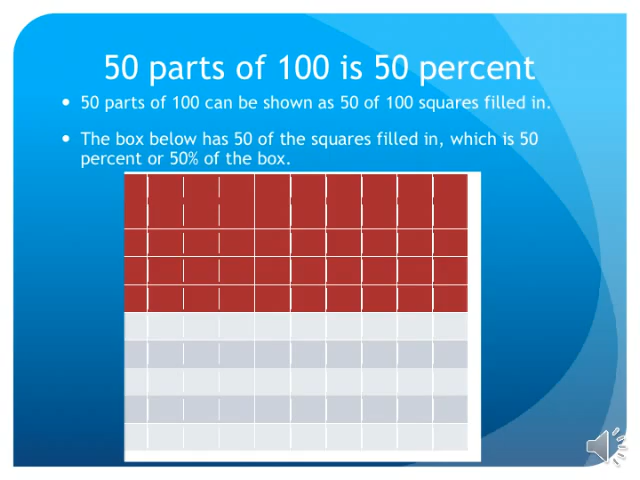 50 parts of 100 is 50 percent
• 50 parts of 100 can be shown as 50 of 100 squares filled in.
• The box below has 50 of the squares filled in, which is 50
percent or 50% of the box.